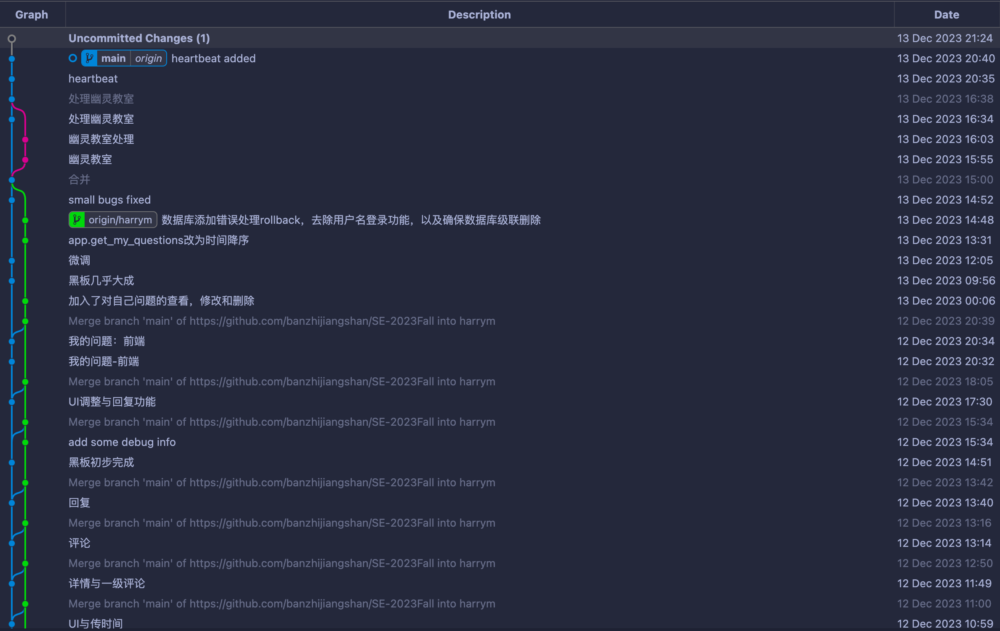 Graph Description Date
Uncommitted Changes (1) 13 Dec 2023 21:24
main origin heartbeat added 13 Dec 2023 20:40
heartbeat 13 Dec 2023 20:35
处理幽灵教室 13 Dec 2023 16:38
处理幽灵教室 13 Dec 2023 16:34
幽灵教室处理 13 Dec 2023 16:03
幽灵教室 13 Dec 2023 15:55
合并 13 Dec 2023 15:00
small bugs fixed 13 Dec 2023 14:52
origin/harrym 数据库添加错误处理rollback，去除用户名登录功能，以及确保数据库级联删除 13 Dec 2023 14:48
app.get_my_questions改为时间降序 13 Dec 2023 13:31
微调 13 Dec 2023 12:05
黑板几乎大成 13 Dec 2023 09:56
加入了对自己问题的查看，修改和删除 13 Dec 2023 00:06
Merge branch 'main' of https://github.com/banzhijiangshan/SE-2023Fall into harrym 12 Dec 2023 20:39
我的问题：前端 12 Dec 2023 20:34
我的问题-前端 12 Dec 2023 20:32
Merge branch 'main' of https://github.com/banzhijiangshan/SE-2023Fall into harrym 12 Dec 2023 18:05
UI调整与回复功能 12 Dec 2023 17:30
Merge branch 'main' of https://github.com/banzhijiangshan/SE-2023Fall into harrym 12 Dec 2023 15:34
add some debug info 12 Dec 2023 15:34
黑板初步完成 12 Dec 2023 14:51
Merge branch 'main' of https://github.com/banzhijiangshan/SE-2023Fall into harrym 12 Dec 2023 13:42
回复 12 Dec 2023 13:40
Merge branch 'main' of https://github.com/banzhijiangshan/SE-2023Fall into harrym 12 Dec 2023 13:16
评论 12 Dec 2023 13:14
Merge branch 'main' of https://github.com/banzhijiangshan/SE-2023Fall into harrym 12 Dec 2023 12:50
详情与一级评论 12 Dec 2023 11:49
Merge branch 'main' of https://github.com/banzhijiangshan/SE-2023Fall into harrym 12 Dec 2023 11:00
UI与传时间 12 Dec 2023 10:59